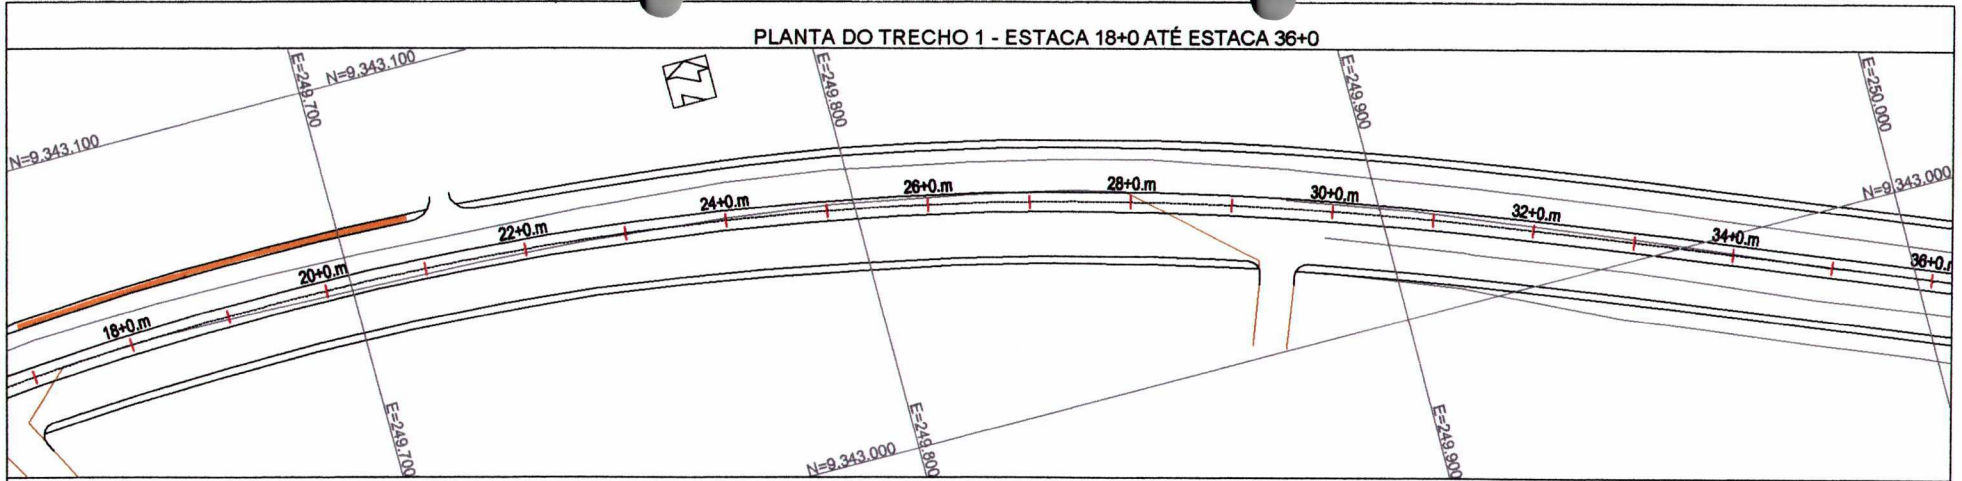 PLANTA DO TRECHO 1 - ESTACA 18+0 ATÉ ESTACA 36+0
N=9.343.100
E=249.700
E=249.800
E=249.900
E=250.000
N=9.343.100
N=9.343.000
26+0.m
28+0.m
30+0.m
24+0.m
32+0.m
22+0.m
34+0.m
20+0.m
36+0.m
18+0.m
E=249.700
E=249.800
E=249.900
N=9.343.000
N